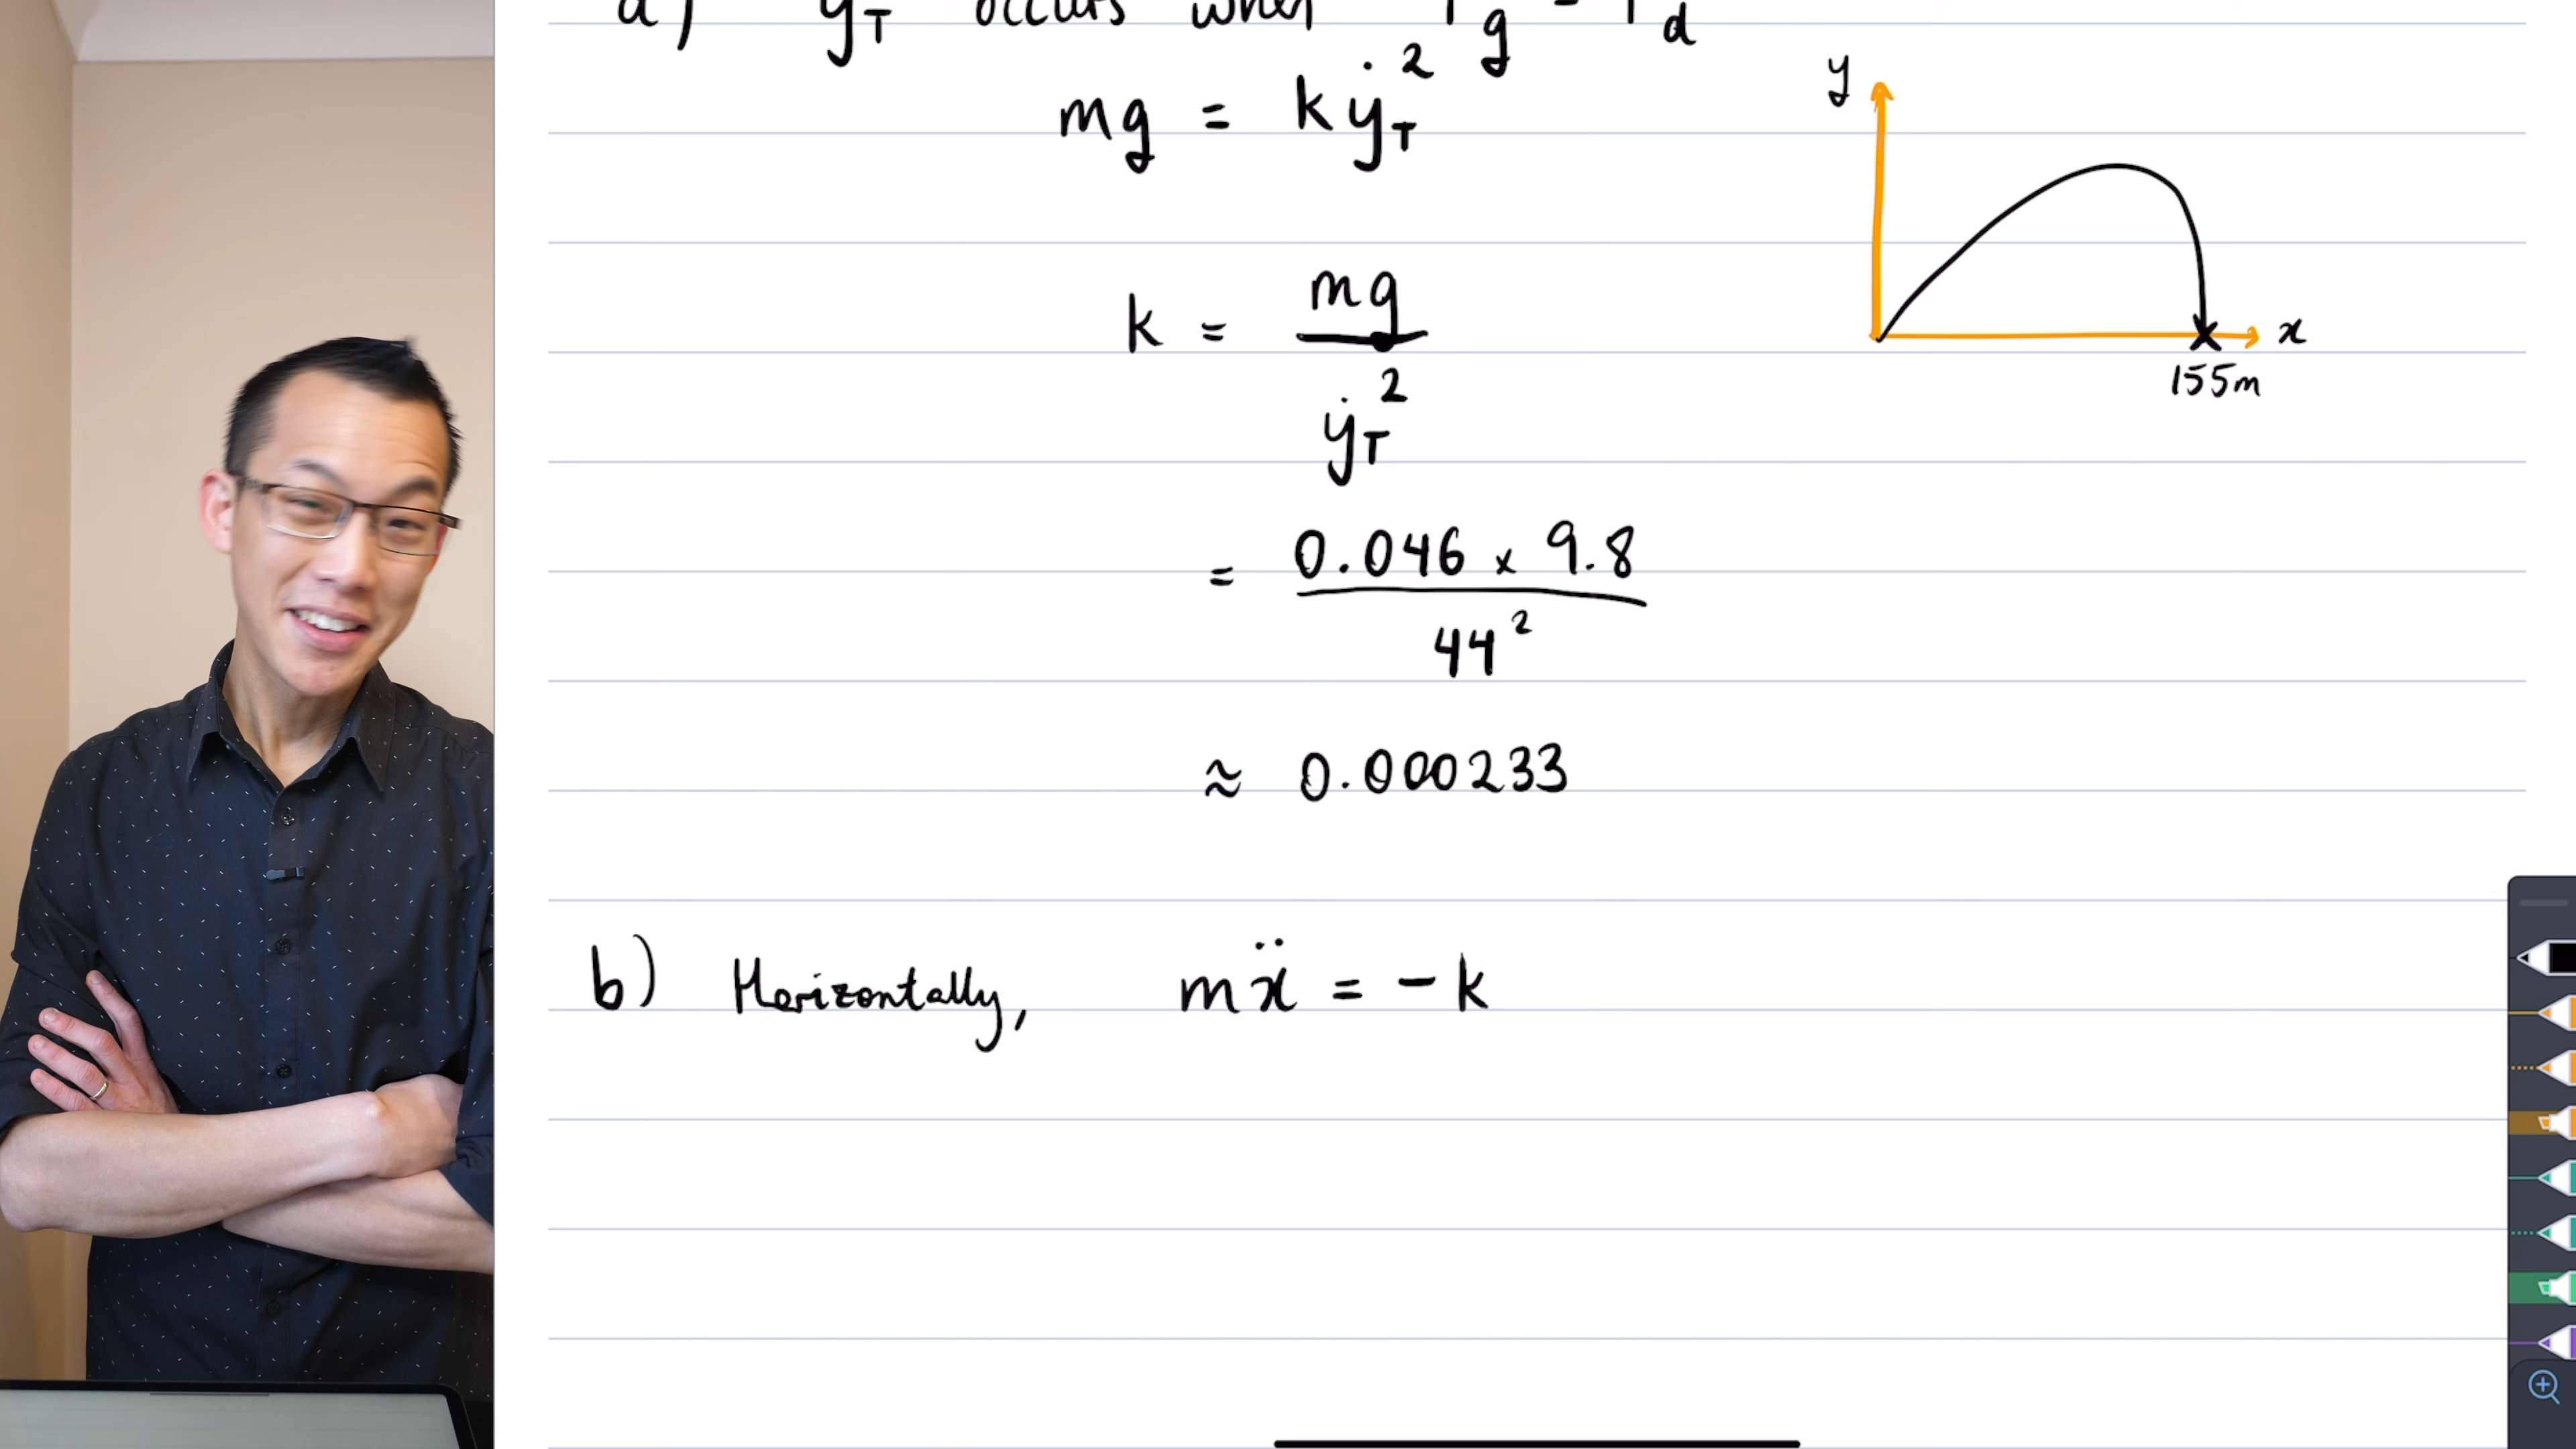 a) ẏT occurs when Fg = Fd
mg = kẏT²
y
k = mg / ẏT²
x
155m
= 0.046 × 9.8 / 44²
≈ 0.000233
b) Horizontally, mẍ = -k